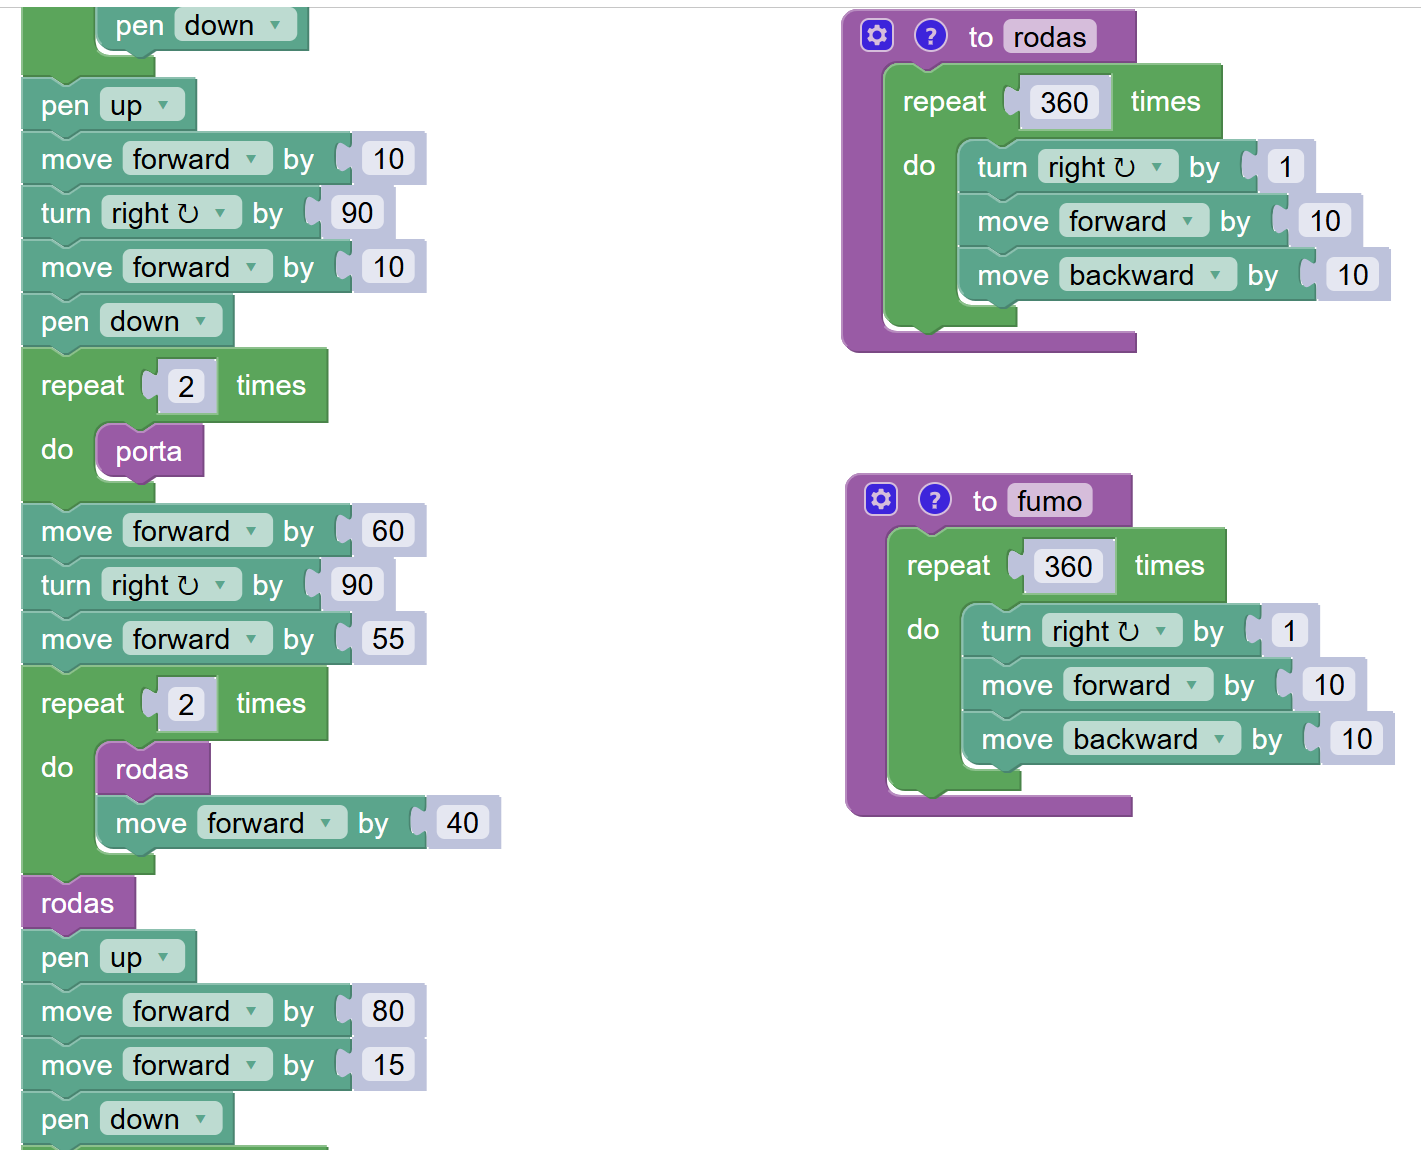 pen down
pen up
move forward by 10
turn right ↻ by 90
move forward by 10
pen down
repeat 2 times
do porta
move forward by 60
turn right ↻ by 90
move forward by 55
repeat 2 times
do rodas
move forward by 40
rodas
pen up
move forward by 80
move forward by 15
pen down
? to rodas
repeat 360 times
do turn right ↻ by 1
move forward by 10
move backward by 10
? to fumo
repeat 360 times
do turn right ↻ by 1
move forward by 10
move backward by 10